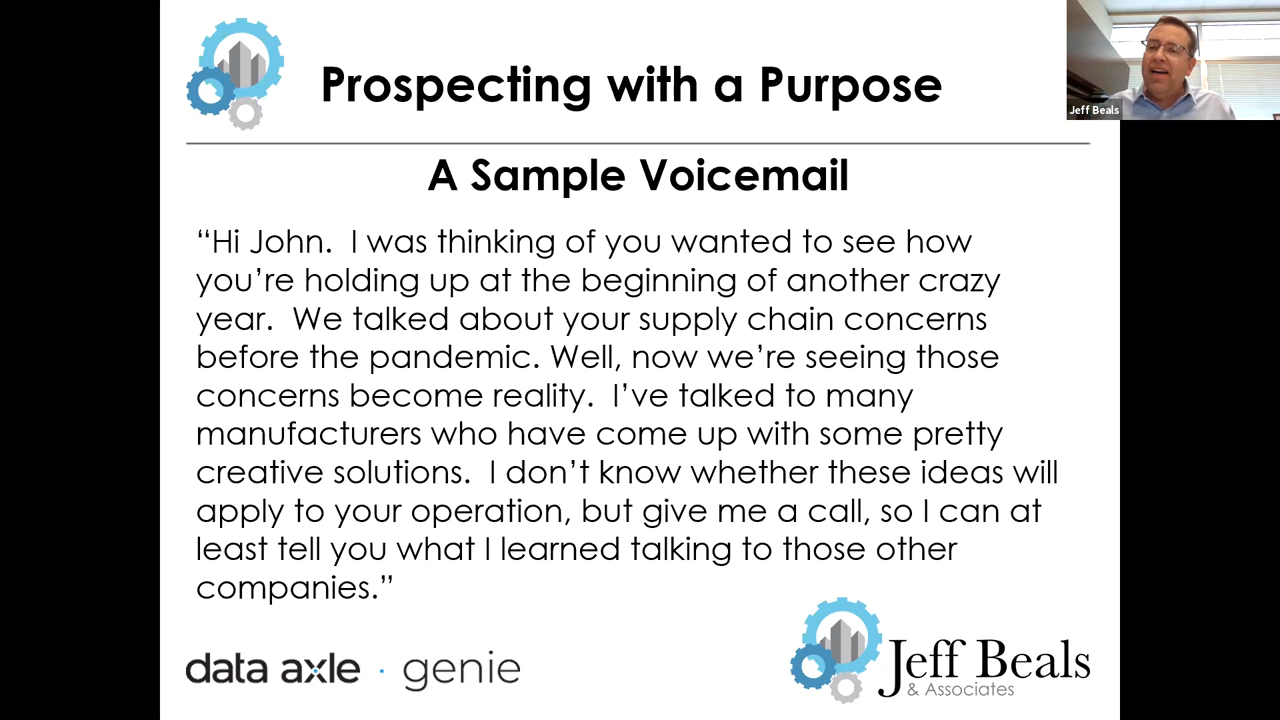 Prospecting with a Purpose
Jeff Beals
A Sample Voicemail
“Hi John.  I was thinking of you wanted to see how
you’re holding up at the beginning of another crazy
year.  We talked about your supply chain concerns
before the pandemic. Well, now we’re seeing those
concerns become reality.  I’ve talked to many
manufacturers who have come up with some pretty
creative solutions.  I don’t know whether these ideas will
apply to your operation, but give me a call, so I can at
least tell you what I learned talking to those other
companies.”
data axle · genie
Jeff Beals
& Associates